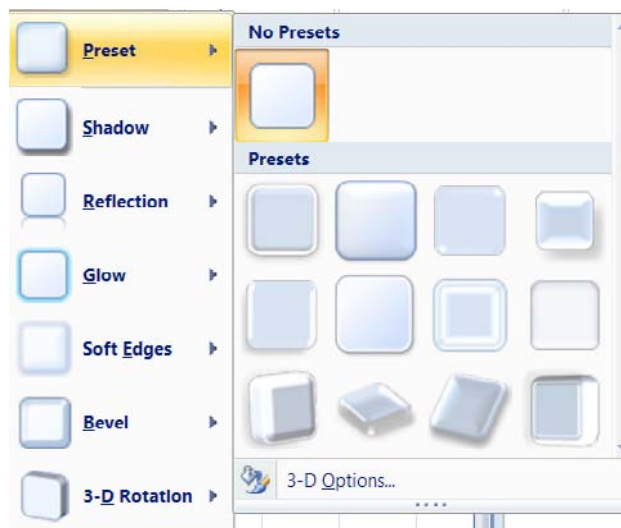 Preset
Shadow
Reflection
Glow
Soft Edges
Bevel
3-D Rotation
No Presets
Presets
3-D Options...